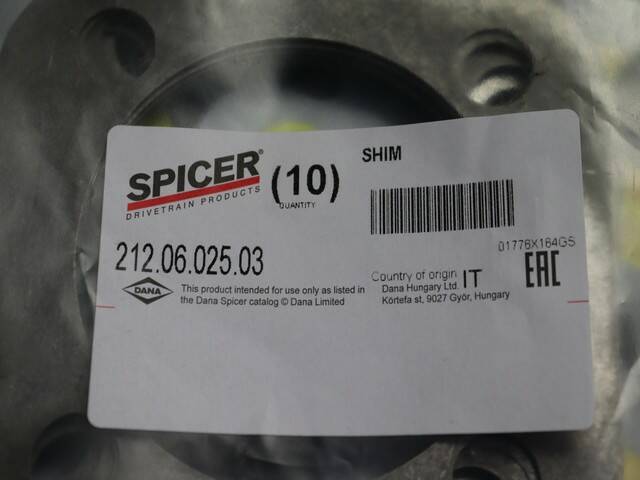 SPICER®
DRIVETRAIN PRODUCTS
(10)
QUANTITY
SHIM
01776X164GS
212.06.025.03
DANA
This product intended for use only as listed in
the Dana Spicer catalog © Dana Limited
Country of origin IT
Dana Hungary Ltd.
Körtefa st, 9027 Győr, Hungary
EAC